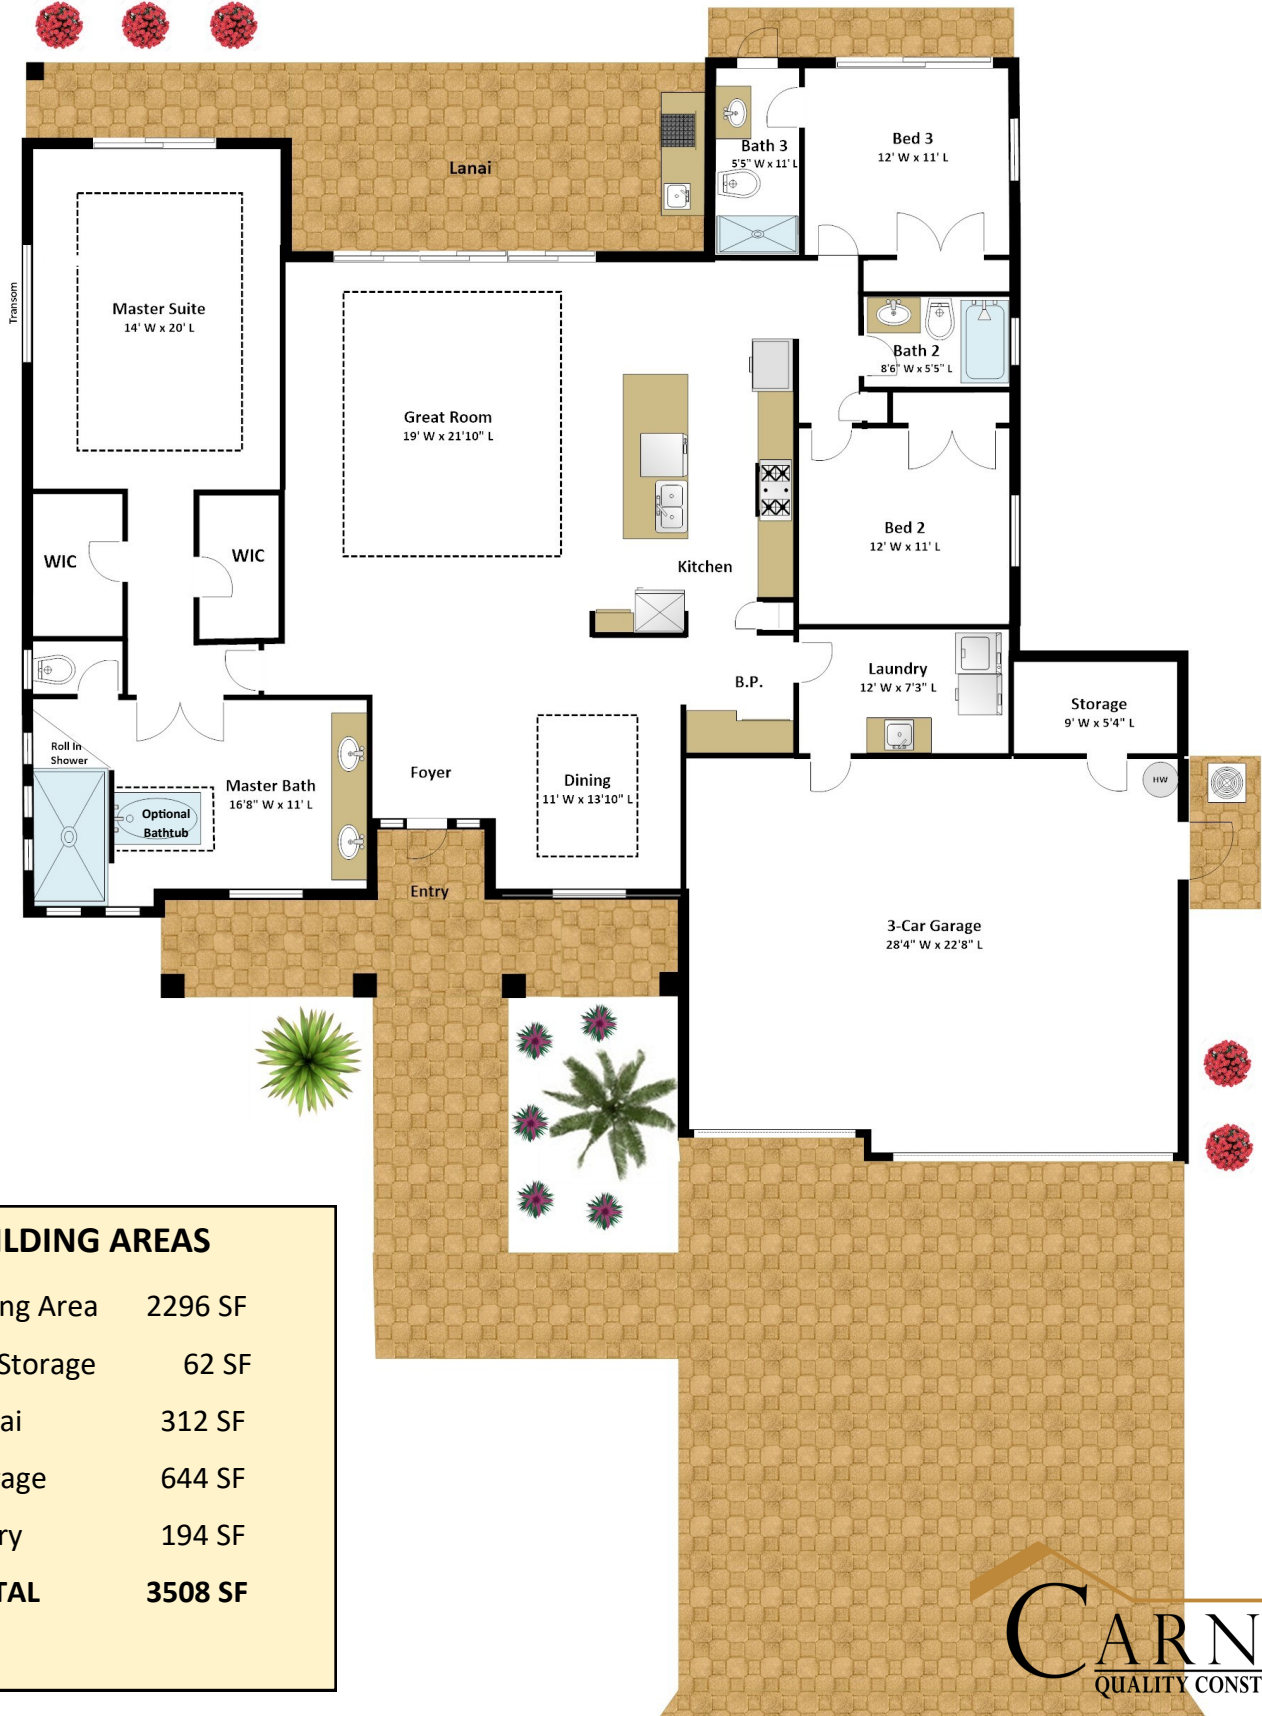 Lanai
Bath 3
5'5" W x 11' L
Bed 3
12' W x 11' L
Transom
Master Suite
14' W x 20' L
Great Room
19' W x 21'10" L
Bath 2
8'6" W x 5'5" L
WIC
WIC
Kitchen
Bed 2
12' W x 11' L
B.P.
Laundry
12' W x 7'3" L
Storage
9' W x 5'4" L
Roll In
Shower
Master Bath
16'8" W x 11' L
Optional
Bathtub
Foyer
Dining
11' W x 13'10" L
HW
Entry
3-Car Garage
28'4" W x 22'8" L
ILDING AREAS
ng Area 2296 SF
Storage 62 SF
ai 312 SF
age 644 SF
ry 194 SF
TAL 3508 SF
CARN
QUALITY CONST